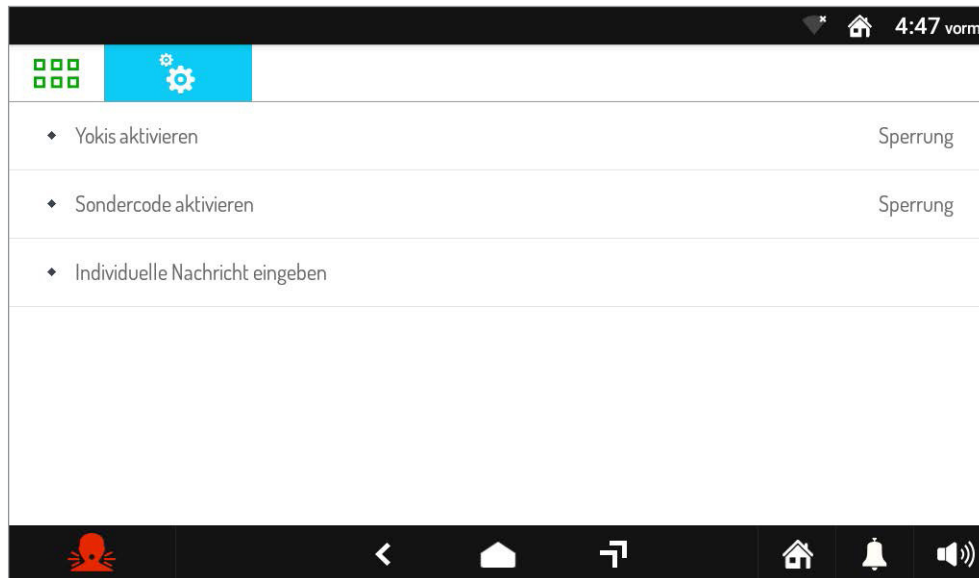 4:47 vorm
Yokis aktivieren Sperrung
Sondercode aktivieren Sperrung
Individuelle Nachricht eingeben